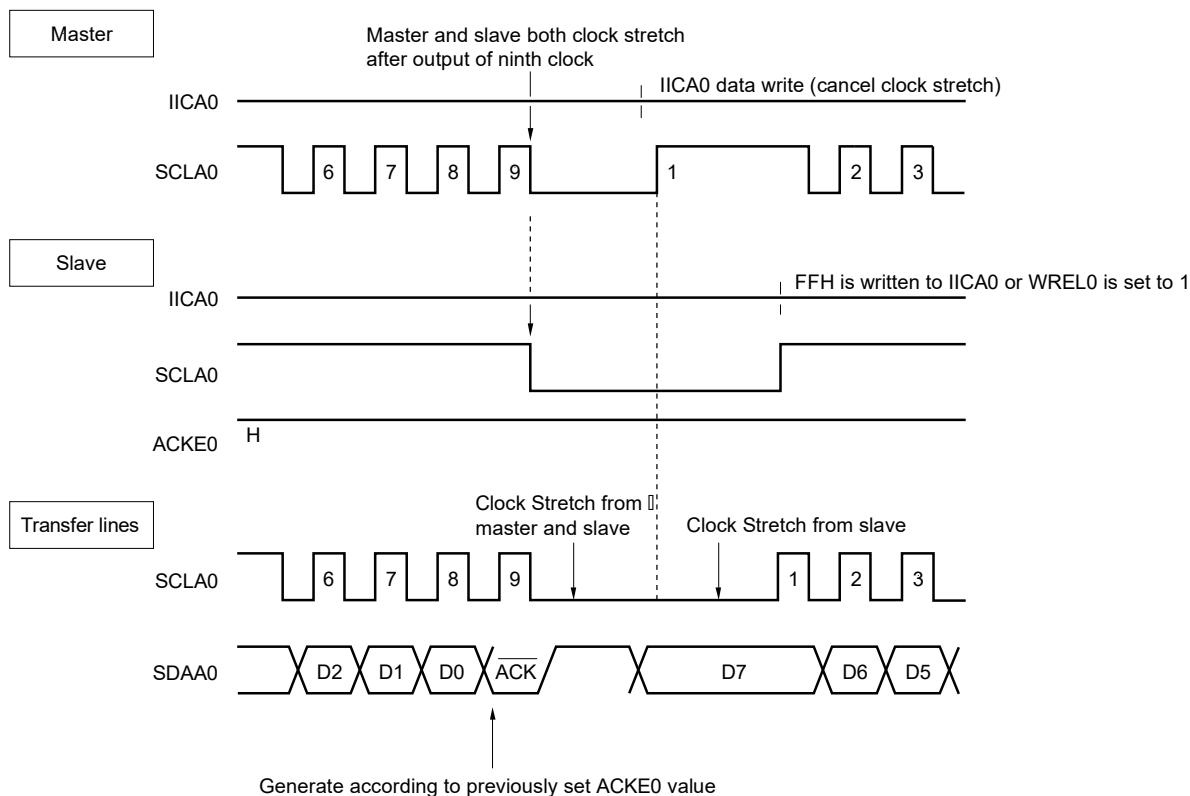 Master
Master and slave both clock stretch
after output of ninth clock
IICA0 data write (cancel clock stretch)
IICA0
SCLA0
6 7 8 9 1 2 3
Slave
FFH is written to IICA0 or WREL0 is set to 1
IICA0
SCLA0
ACKE0
H
Transfer lines
Clock Stretch from
master and slave
Clock Stretch from slave
SCLA0
6 7 8 9 1 2 3
SDAA0
D2 D1 D0 ACK D7 D6 D5
Generate according to previously set ACKE0 value